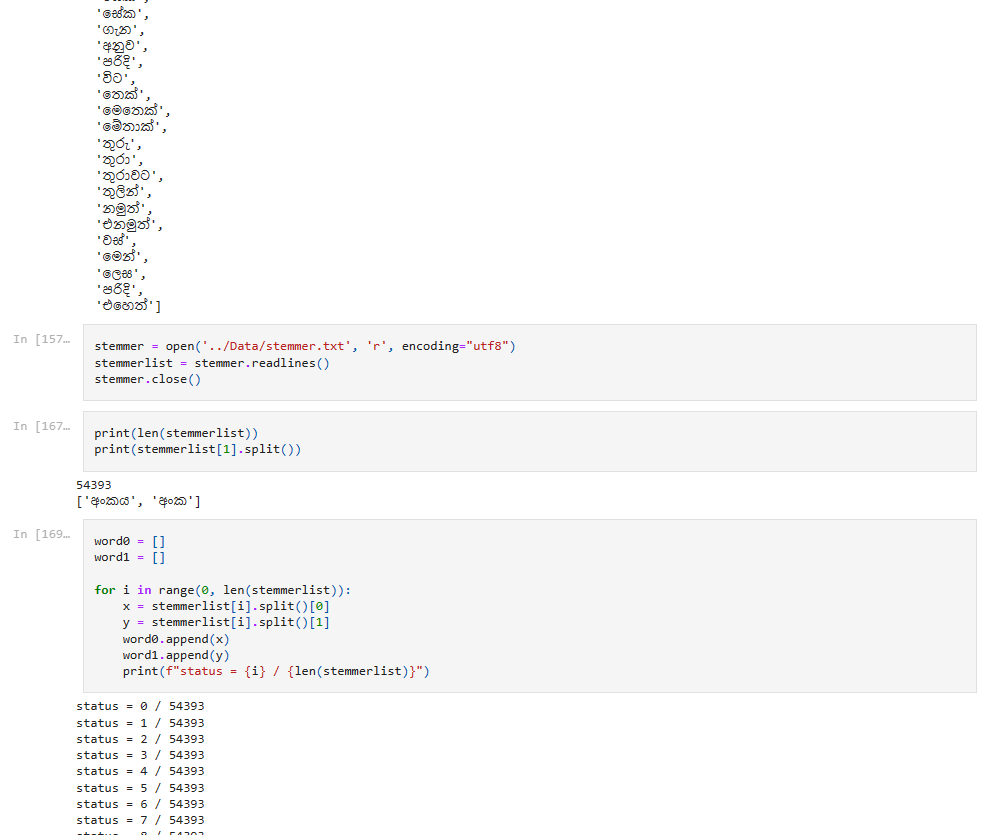 'සේක',
'ගැන',
'අනුව',
'පරිදි',
'විට',
'තෙක්',
'මෙතෙක්',
'මේතාක්',
'තුරු',
'තුරා',
'තුරාවට',
'තුලින්',
'නමුත්',
'එනමුත්',
'වස්',
'මෙන්',
'ලෙස',
'පරිදි',
'එහෙත්']
In [157…
stemmer = open('../Data/stemmer.txt', 'r', encoding="utf8")
stemmerlist = stemmer.readlines()
stemmer.close()
In [167…
print(len(stemmerlist))
print(stemmerlist[1].split())
54393
['අංකය', 'අංක']
In [169…
word0 = []
word1 = []
for i in range(0, len(stemmerlist)):
x = stemmerlist[i].split()[0]
y = stemmerlist[i].split()[1]
word0.append(x)
word1.append(y)
print(f"status = {i} / {len(stemmerlist)}")
status = 0 / 54393
status = 1 / 54393
status = 2 / 54393
status = 3 / 54393
status = 4 / 54393
status = 5 / 54393
status = 6 / 54393
status = 7 / 54393
status = 8 / 54393